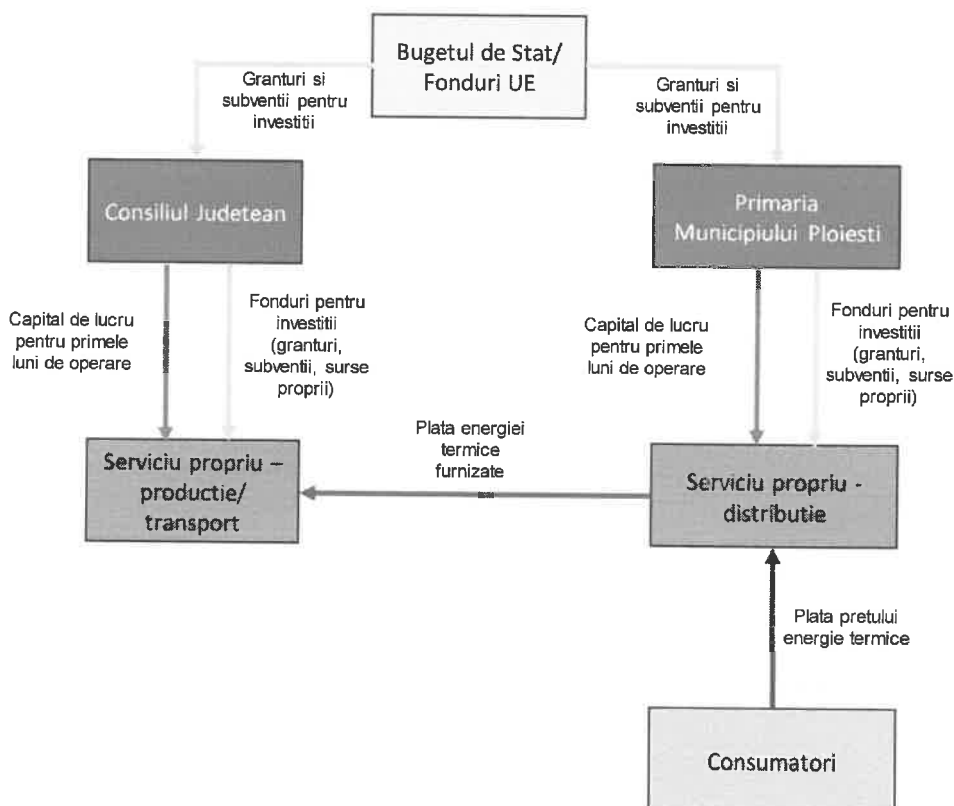 Bugetul de Stat/
Fonduri UE
Granturi si
subventii pentru
investitii
Granturi si
subventii pentru
investitii
Consiliul Judetean
Primaria
Municipiului Ploiesti
Capital de lucru
pentru primele
luni de operare
Fonduri pentru
investitii
(granturi,
subventii, surse
proprii)
Capital de lucru
pentru primele
luni de operare
Fonduri pentru
investitii
(granturi,
subventii, surse
proprii)
Plata energiei
termice
furnizate
Serviciu propriu –
productie/
transport
Serviciu propriu -
distributie
Plata pretului
energie termice
Consumatori